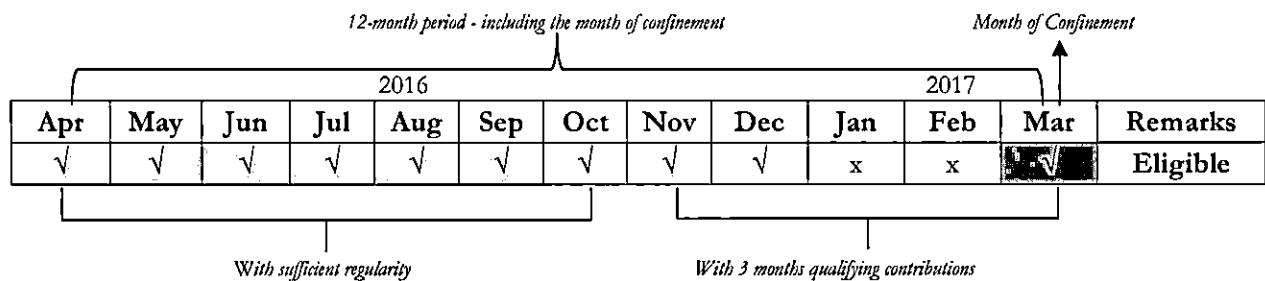 12-month period - including the month of confinement Month of Confinement
2016 2017
Apr May Jun Jul Aug Sep Oct Nov Dec Jan Feb Mar Remarks
√ √ √ √ √ √ √ √ √ x x √ Eligible
With sufficient regularity With 3 months qualifying contributions